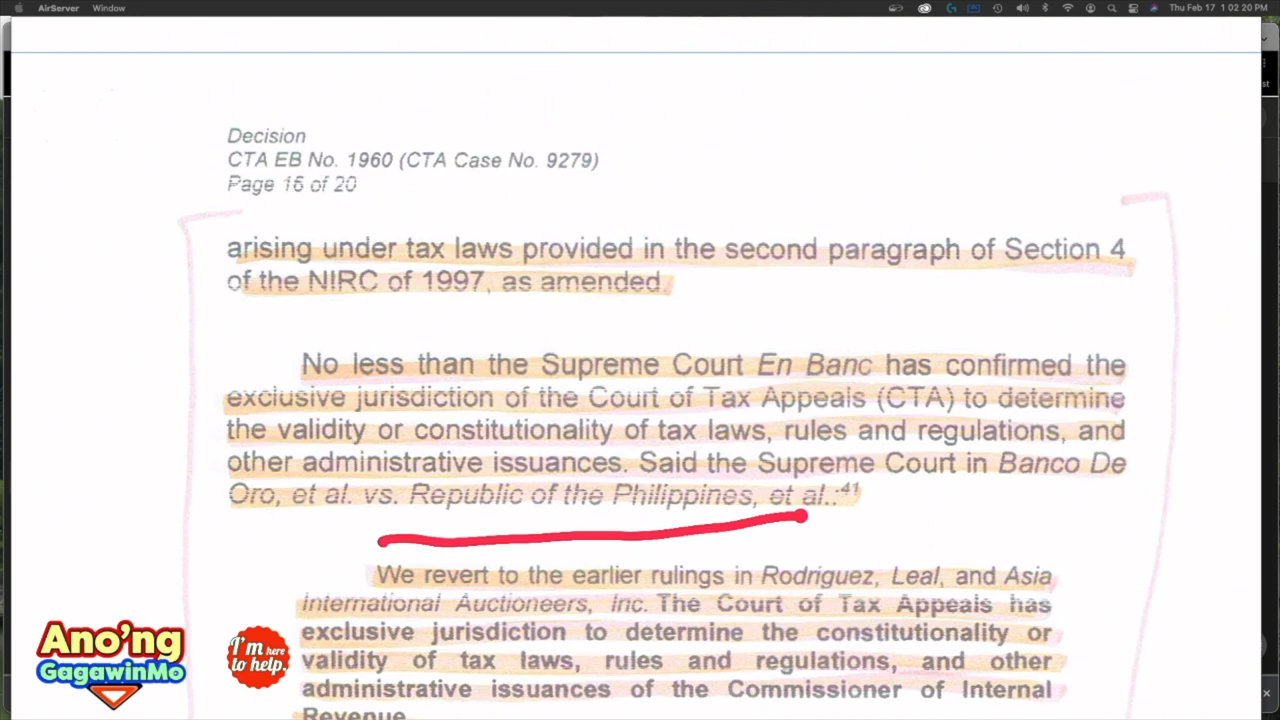 AirServer Window Thu Feb 17 1 02 20 PM
Decision
CTA EB No. 1960 (CTA Case No. 9279)
Page 16 of 20
arising under tax laws provided in the second paragraph of Section 4
of the NIRC of 1997, as amended.
No less than the Supreme Court En Banc has confirmed the
exclusive jurisdiction of the Court of Tax Appeals (CTA) to determine
the validity or constitutionality of tax laws, rules and regulations, and
other administrative issuances. Said the Supreme Court in Banco De
Oro, et al. vs. Republic of the Philippines, et al.:41
We revert to the earlier rulings in Rodriguez, Leal, and Asia
International Auctioneers, Inc. The Court of Tax Appeals has
exclusive jurisdiction to determine the constitutionality or
validity of tax laws, rules and regulations, and other
administrative issuances of the Commissioner of Internal
Revenue
Ano'ng
GagawinMo
I'm here
to help.